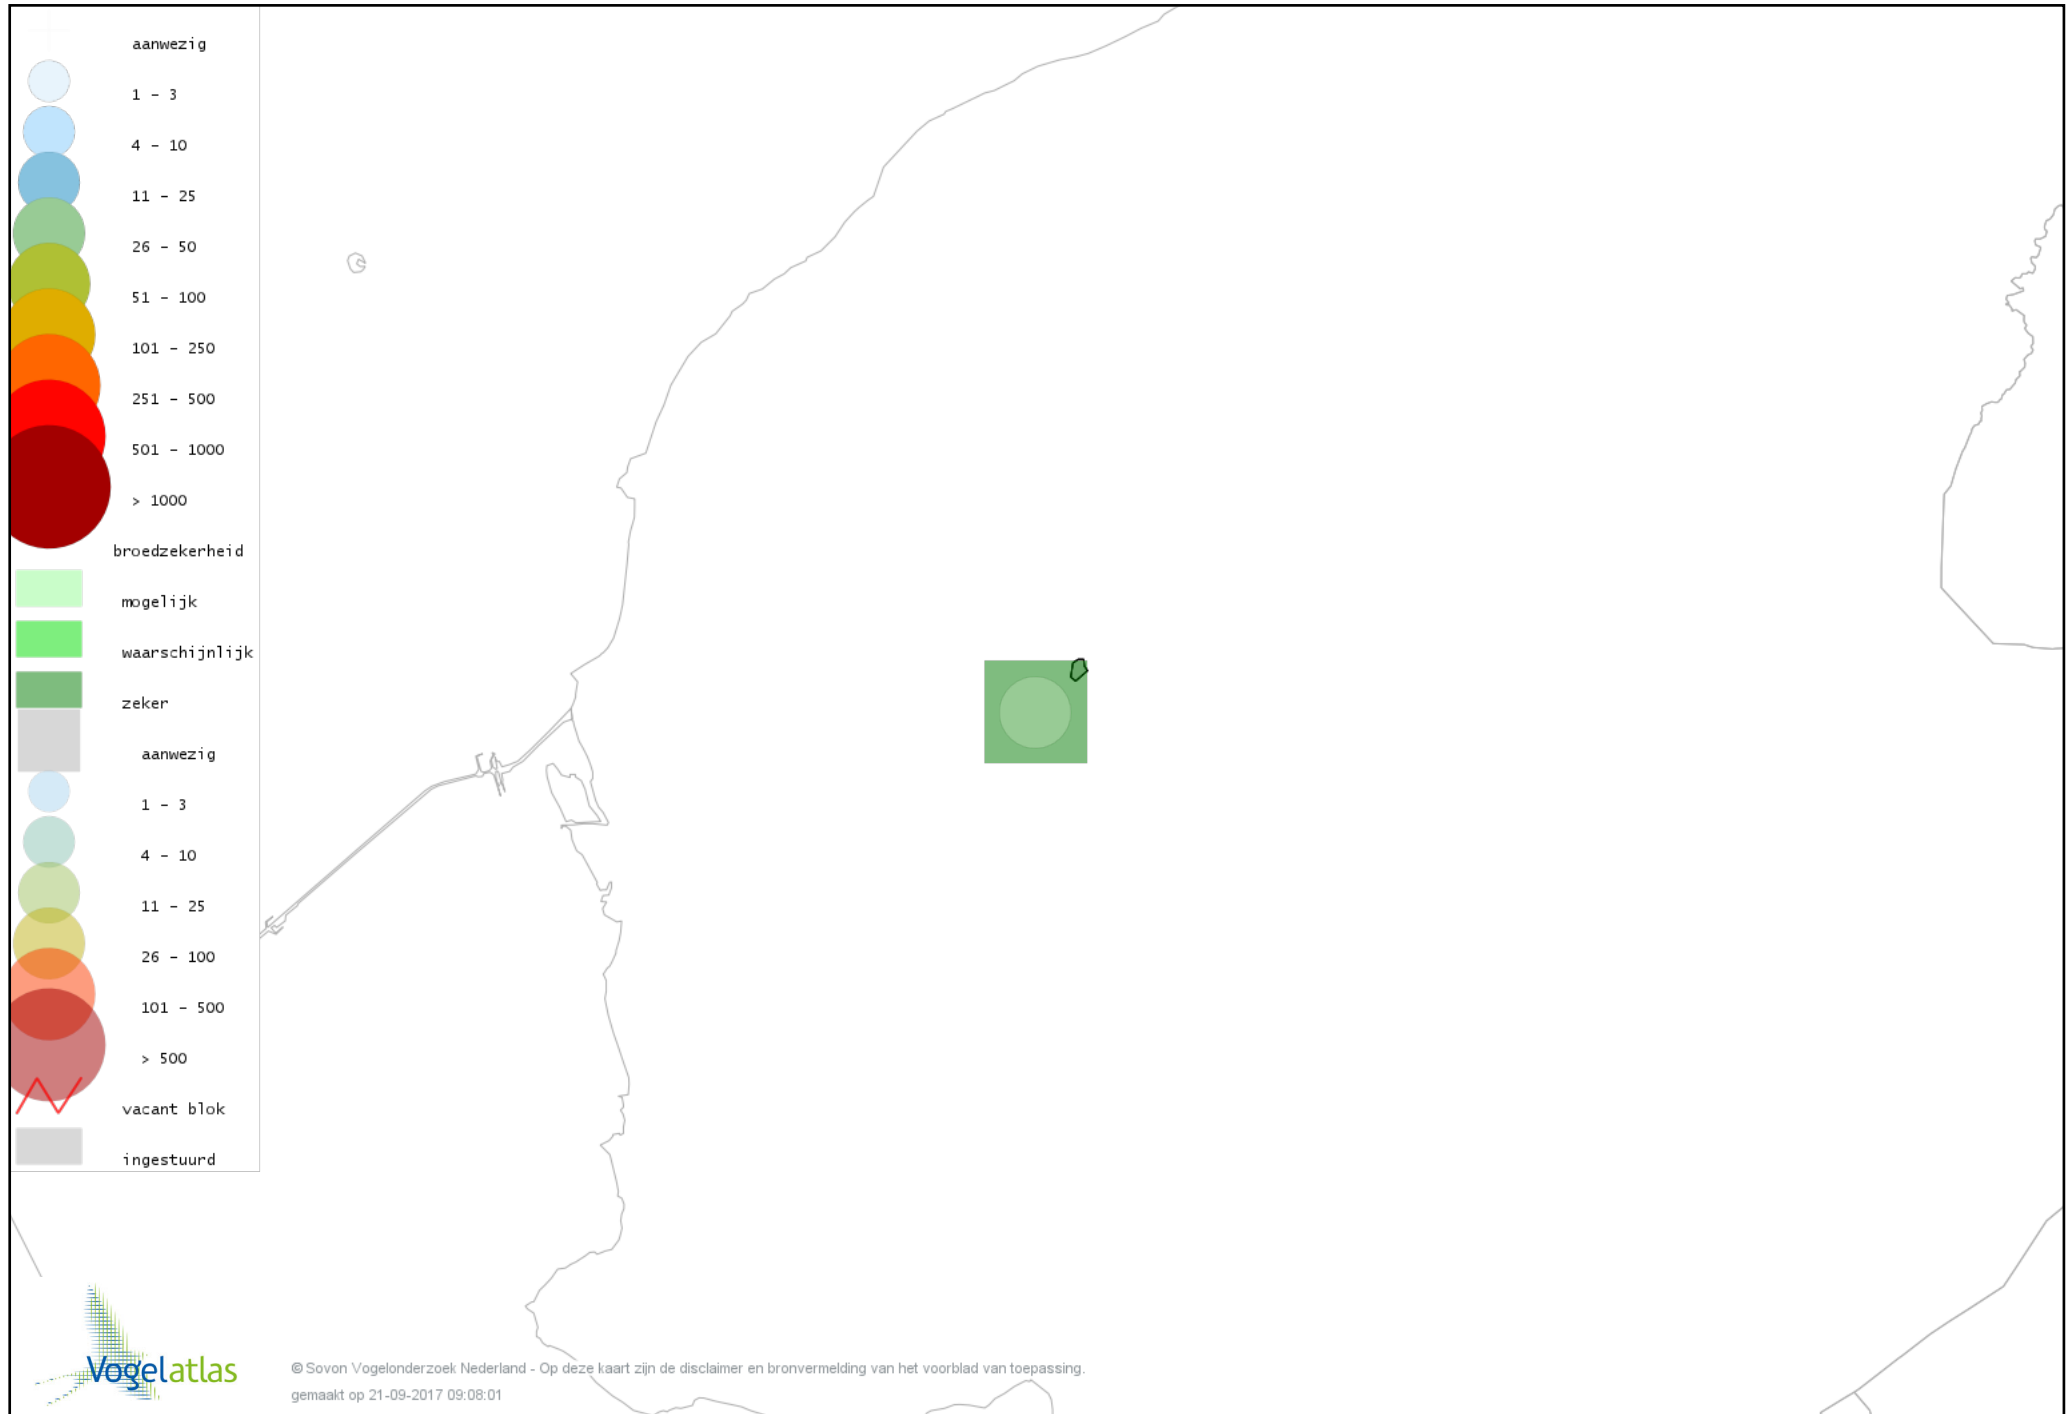 aanwezig
1 - 3
4 - 10
11 - 25
26 - 50
51 - 100
101 - 250
251 - 500
501 - 1000
> 1000
broedzekerheid
mogelijk
waarschijnlijk
zeker
aanwezig
1 - 3
4 - 10
11 - 25
26 - 100
101 - 500
> 500
vacant blok
ingestuurd
Vogelatlas
© Sovon Vogelonderzoek Nederland - Op deze kaart zijn de disclaimer en bronvermelding van het voorblad van toepassing.
gemaakt op 21-09-2017 09:08:01